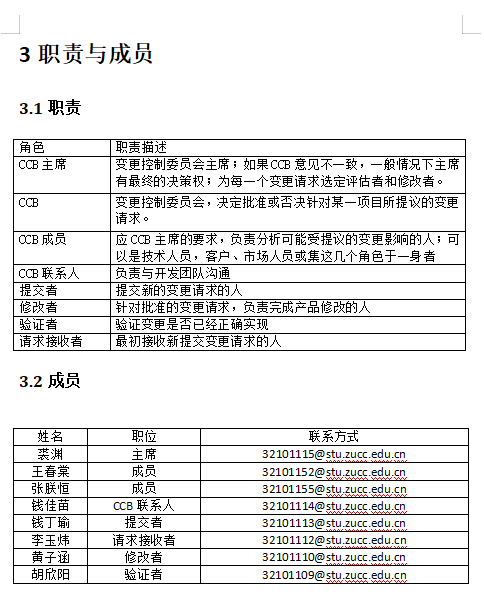 3 职责与成员
3.1 职责
角色 职责描述
CCB 主席 变更控制委员会主席；如果CCB 意见不一致，一般情况下主席
有最终的决策权；为每一个变更请求选定评估者和修改者。
CCB 变更控制委员会，决定批准或否决针对某一项目所提议的变更
请求。
CCB 成员 应CCB 主席的要求，负责分析可能受提议的变更影响的人；可
以是技术人员，客户、市场人员或集这几个角色于一身者
CCB 联系人 负责与开发团队沟通
提交者 提交新的变更请求的人
修改者 针对批准的变更请求，负责完成产品修改的人
验证者 验证变更是否已经正确实现
请求接收者 最初接收新提交变更请求的人
3.2 成员
姓名 职位 联系方式
裘渊 主席 32101115@stu.zucc.edu.cn
王春棠 成员 32101152@stu.zucc.edu.cn
张朕恒 成员 32101155@stu.zucc.edu.cn
钱佳苗 CCB 联系人 32101114@stu.zucc.edu.cn
钱丁瑜 提交者 32101113@stu.zucc.edu.cn
李玉炜 请求接收者 32101112@stu.zucc.edu.cn
黄子涵 修改者 32101110@stu.zucc.edu.cn
胡欣阳 验证者 32101109@stu.zucc.edu.cn